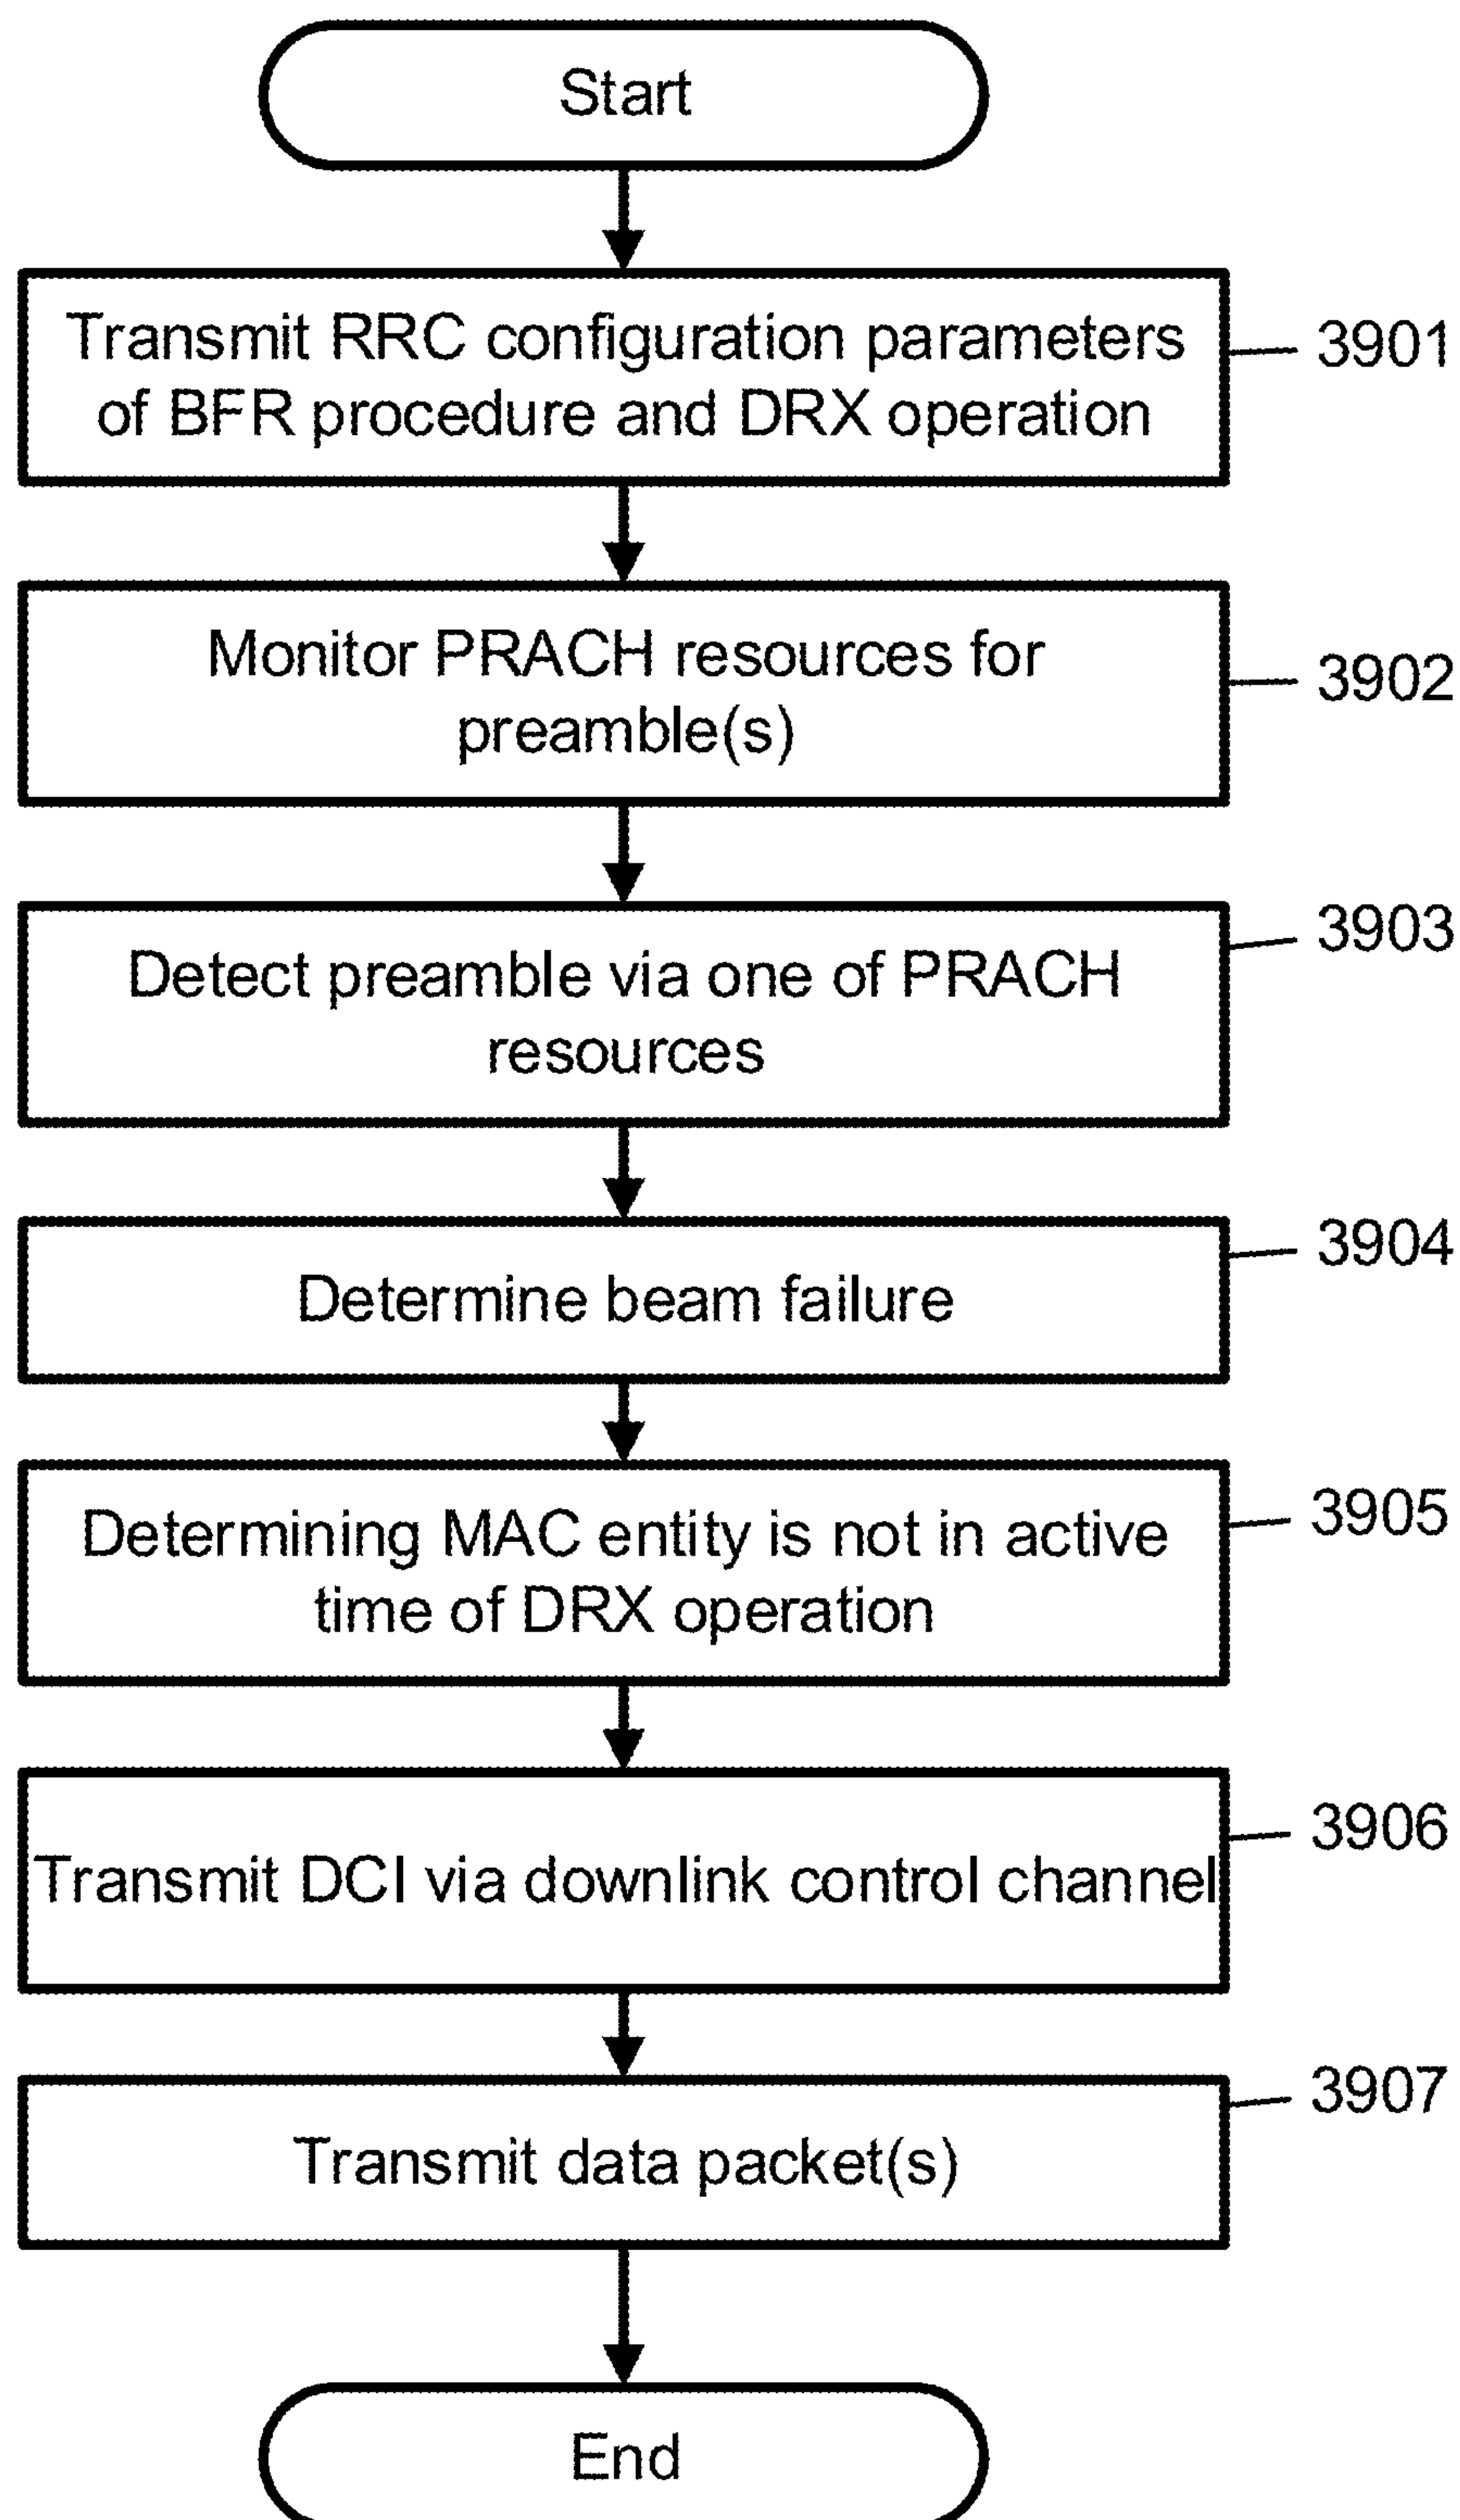 Start
Transmit RRC configuration parameters
of BFR procedure and DRX operation
3901
Monitor PRACH resources for
preamble(s)
3902
Detect preamble via one of PRACH
resources
3903
Determine beam failure
3904
Determining MAC entity is not in active
time of DRX operation
3905
Transmit DCI via downlink control channel
3906
Transmit data packet(s)
3907
End